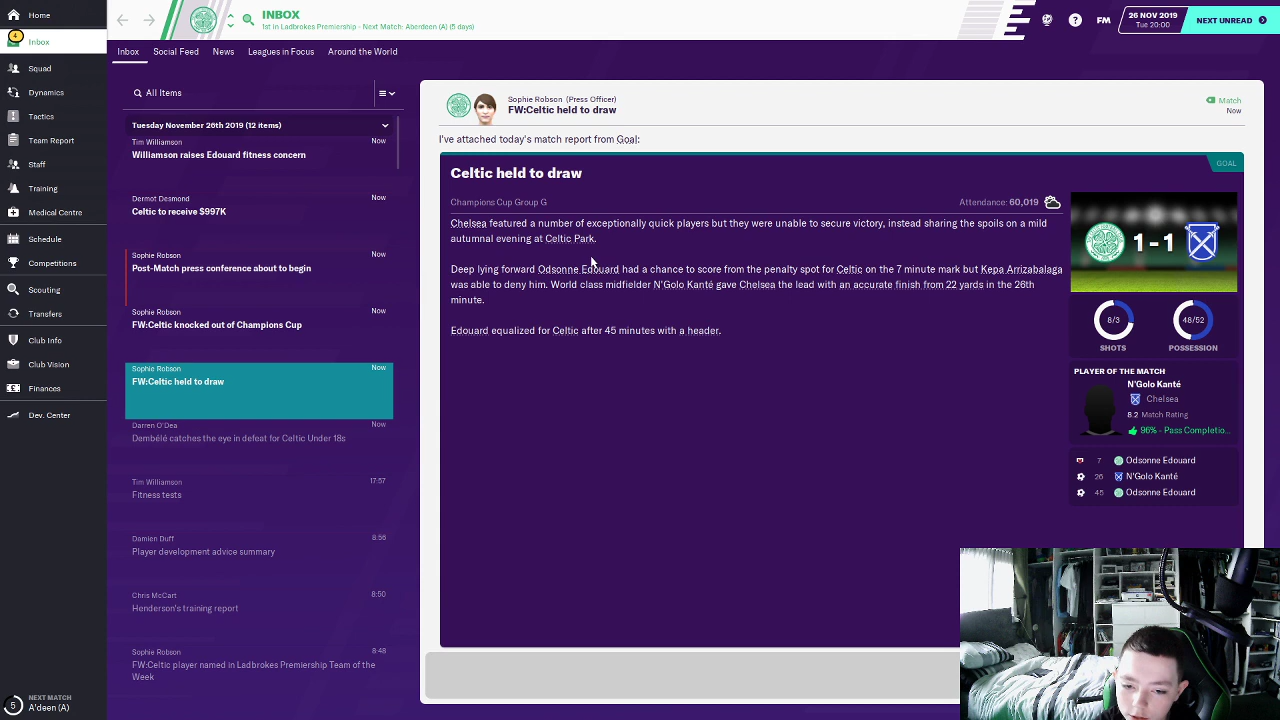 INBOX
1st in Ladbrokes Premiership - Next Match: Aberdeen (A) (5 days)
FM
26 NOV 2019
Tue 20:00
NEXT UNREAD
4
Inbox
Squad
Dynamics
Tactics
Team Report
Staff
Training
Medical Centre
Schedule
Competitions
Scouting
Transfers
Club Info
Club Vision
Finances
Dev. Center
5
NEXT MATCH
A'deen (A)
Inbox Social Feed News Leagues in Focus Around the World
All Items
Tuesday November 26th 2019 (12 items)
Tim Williamson Now
Williamson raises Edouard fitness concern
Dermot Desmond Now
Celtic to receive $997K
Sophie Robson Now
Post-Match press conference about to begin
Sophie Robson Now
FW:Celtic knocked out of Champions Cup
Sophie Robson Now
FW:Celtic held to draw
Darren O'Dea Now
Dembélé catches the eye in defeat for Celtic Under 18s
Tim Williamson 17:57
Fitness tests
Damien Duff 8:56
Player development advice summary
Chris McCart 8:50
Henderson's training report
Sophie Robson 8:48
FW:Celtic player named in Ladbrokes Premiership Team of the
Week
Sophie Robson (Press Officer)
FW:Celtic held to draw
Match
Now
I've attached today's match report from Goal:
GOAL
Celtic held to draw
Champions Cup Group G Attendance: 60,019
Chelsea featured a number of exceptionally quick players but they were unable to secure victory, instead sharing the spoils on a mild
autumnal evening at Celtic Park.
Deep lying forward Odsonne Edouard had a chance to score from the penalty spot for Celtic on the 7 minute mark but Kepa Arrizabalaga
was able to deny him. World class midfielder N'Golo Kanté gave Chelsea the lead with an accurate finish from 22 yards in the 26th
minute.
Edouard equalized for Celtic after 45 minutes with a header.
1 - 1
8/3 48/52
SHOTS POSSESSION
PLAYER OF THE MATCH
N'Golo Kanté
Chelsea
8.2 Match Rating
96% - Pass Completio...
7 Odsonne Edouard
26 N'Golo Kanté
45 Odsonne Edouard